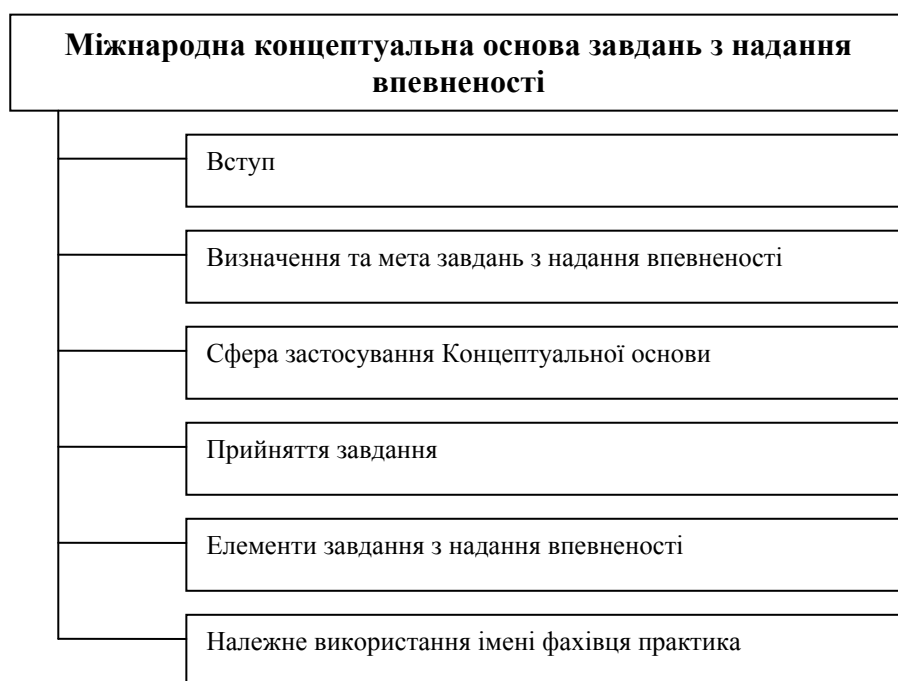 Міжнародна концептуальна основа завдань з надання
впевненості
Вступ
Визначення та мета завдань з надання впевненості
Сфера застосування Концептуальної основи
Прийняття завдання
Елементи завдання з надання впевненості
Належне використання імені фахівця практика